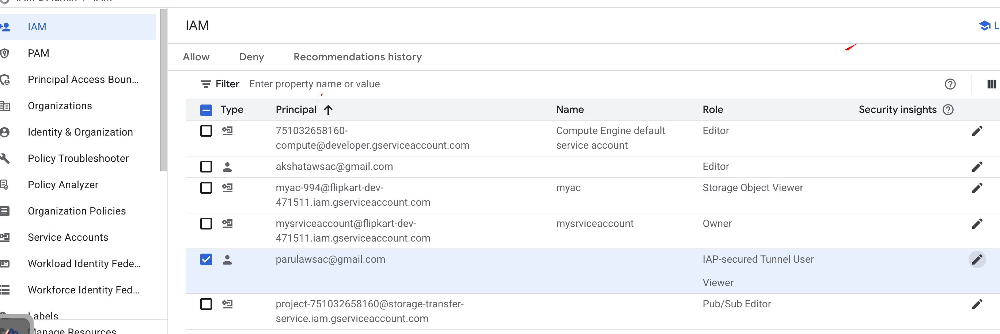 IAM & Admin / IAM
IAM
PAM
Principal Access Boun...
Organizations
Identity & Organization
Policy Troubleshooter
Policy Analyzer
Organization Policies
Service Accounts
Workload Identity Fede...
Workforce Identity Fed...
Labels
Manage Resources
IAM
Allow Deny Recommendations history
Filter Enter property name or value
Type Principal Name Role Security insights
751032658160- Compute Engine default Editor
compute@developer.gserviceaccount.com service account
akshatawsac@gmail.com Editor
myac-994@flipkart-dev- myac Storage Object Viewer
471511.iam.gserviceaccount.com
mysrviceaccount@flipkart-dev- mysrviceaccount Owner
471511.iam.gserviceaccount.com
parulawsac@gmail.com IAP-secured Tunnel User
Viewer
project-751032658160@storage-transfer- Pub/Sub Editor
service.iam.gserviceaccount.com